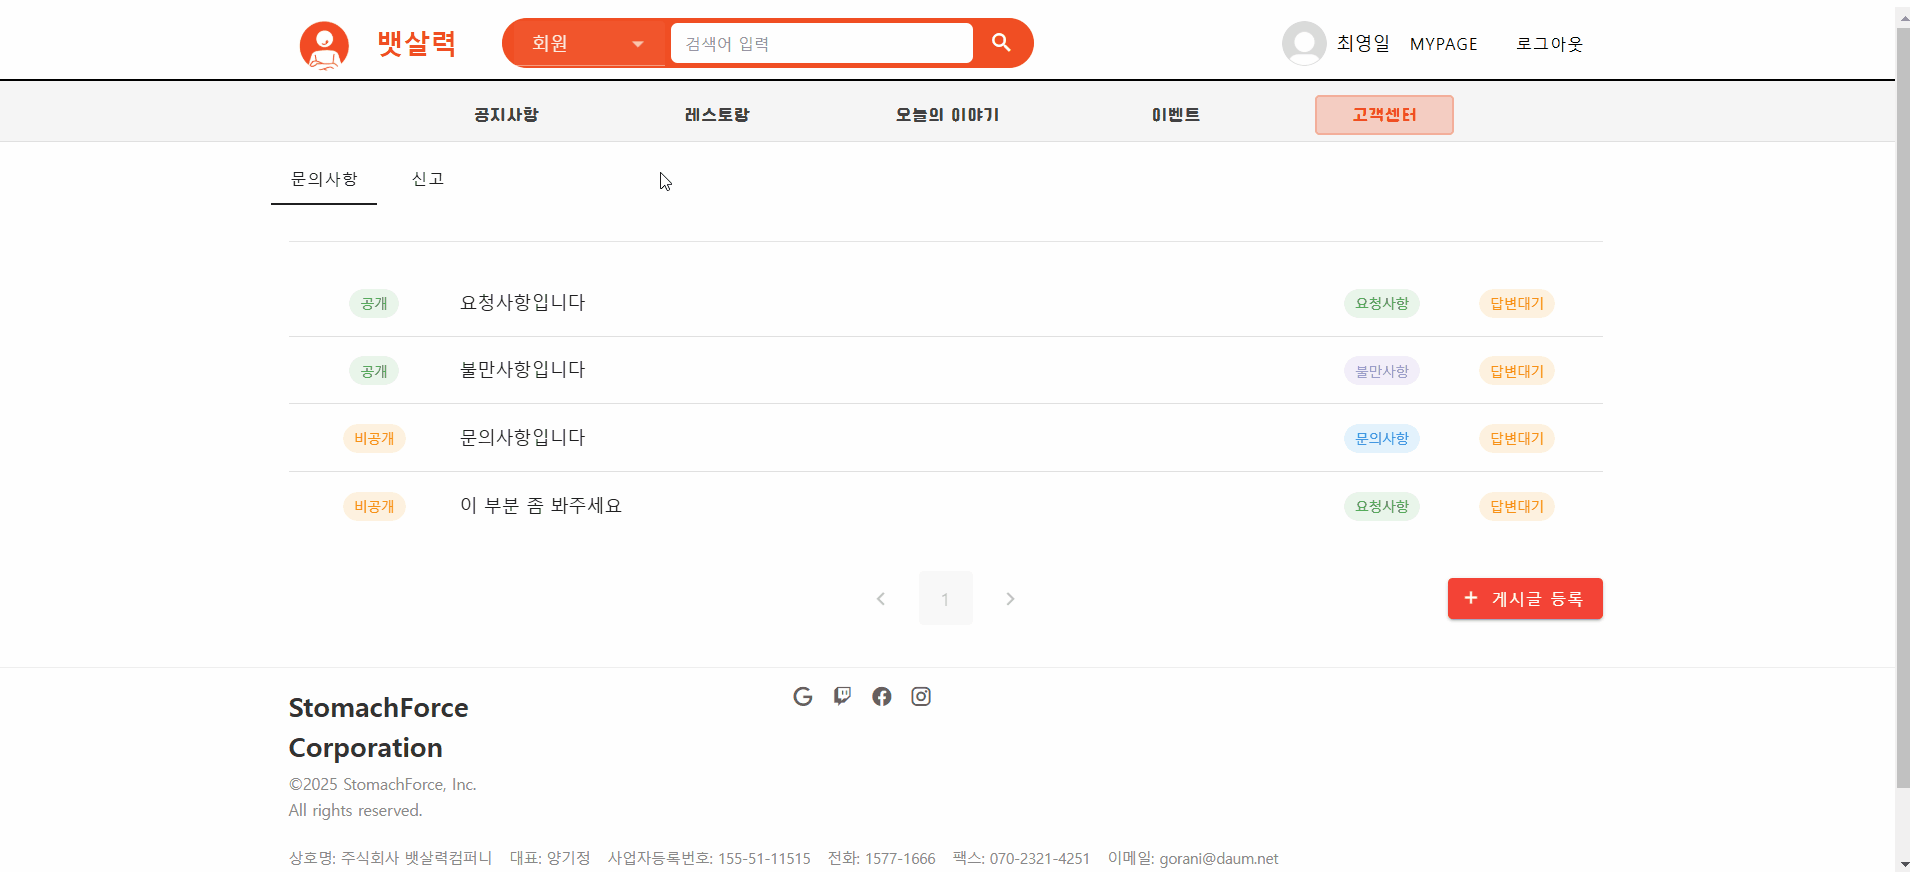 뱃살력 회원 검색어 입력 최영일 MYPAGE 로그아웃
공지사항 레스토랑 오늘의 이야기 이벤트 고객센터
문의사항 신고
공개 요청사항입니다 요청사항 답변대기
공개 불만사항입니다 불만사항 답변대기
비공개 문의사항입니다 문의사항 답변대기
비공개 이 부분 좀 봐주세요 요청사항 답변대기
1 + 게시글 등록
StomachForce
Corporation
©2025 StomachForce, Inc.
All rights reserved.
상호명: 주식회사 뱃살력컴퍼니 대표: 양기정 사업자등록번호: 155-51-11515 전화: 1577-1666 팩스: 070-2321-4251 이메일: gorani@daum.net